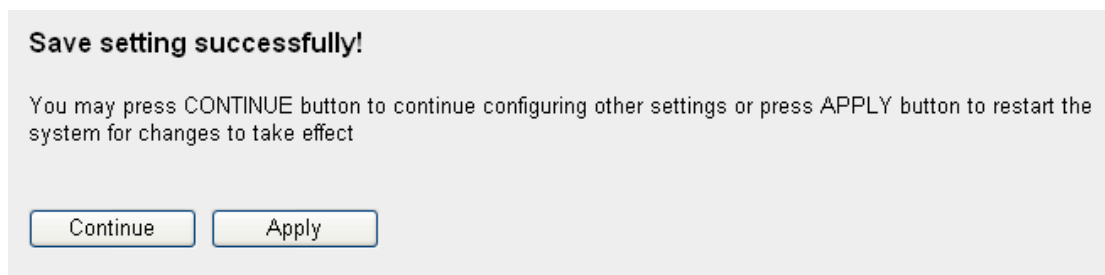 Save setting successfully!
You may press CONTINUE button to continue configuring other settings or press APPLY button to restart the
system for changes to take effect
Continue
Apply